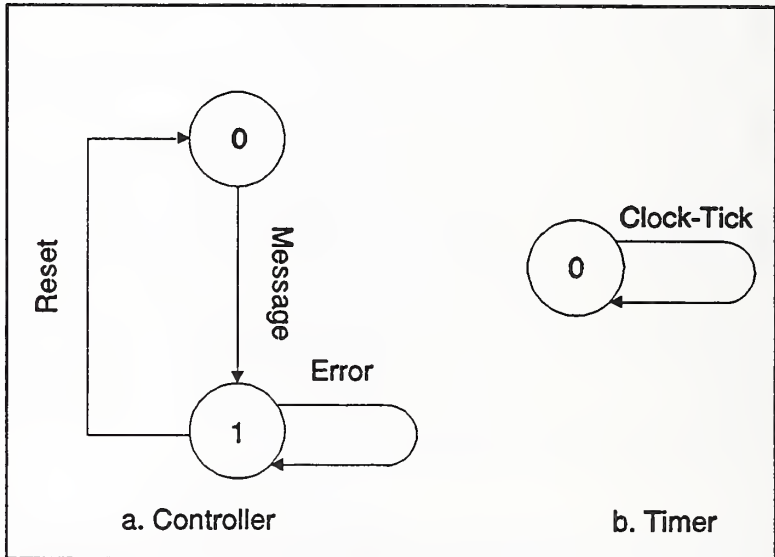 0
Reset
Message
Error
1
a. Controller
Clock-Tick
0
b. Timer